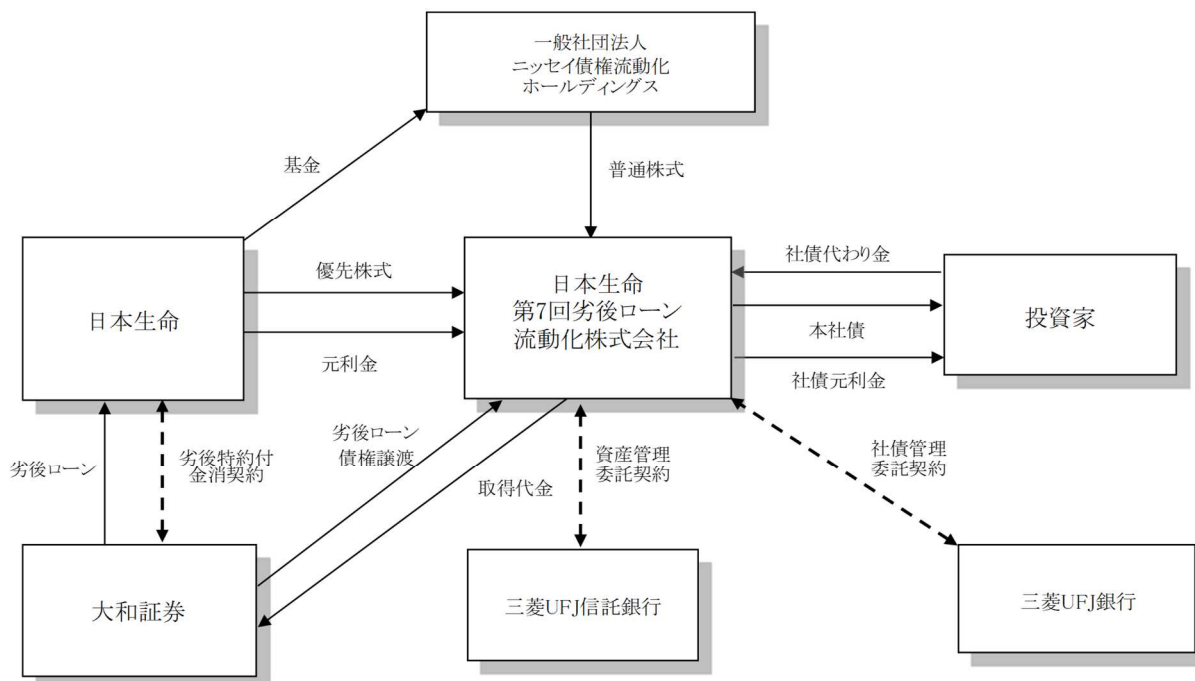 一般社団法人
ニッセイ債権流動化
ホールディングス
基金
普通株式
日本生命
優先株式
元利金
日本生命
第7回劣後ローン
流動化株式会社
社債代わり金
本社債
社債元利金
投資家
劣後ローン
劣後特約付
金消契約
劣後ローン
債権譲渡
取得代金
資産管理
委託契約
社債管理
委託契約
大和証券
三菱UFJ信託銀行
三菱UFJ銀行